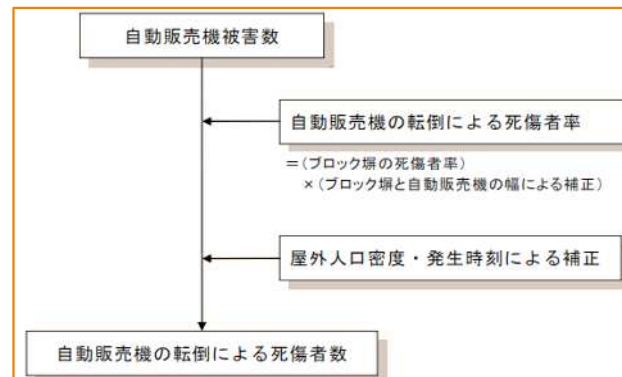 自動販売機被害数
自動販売機の転倒による死傷者率
＝（ブロック塀の死傷者率）
×（ブロック塀と自動販売機の幅による補正）
屋外人口密度・発生時刻による補正
自動販売機の転倒による死傷者数